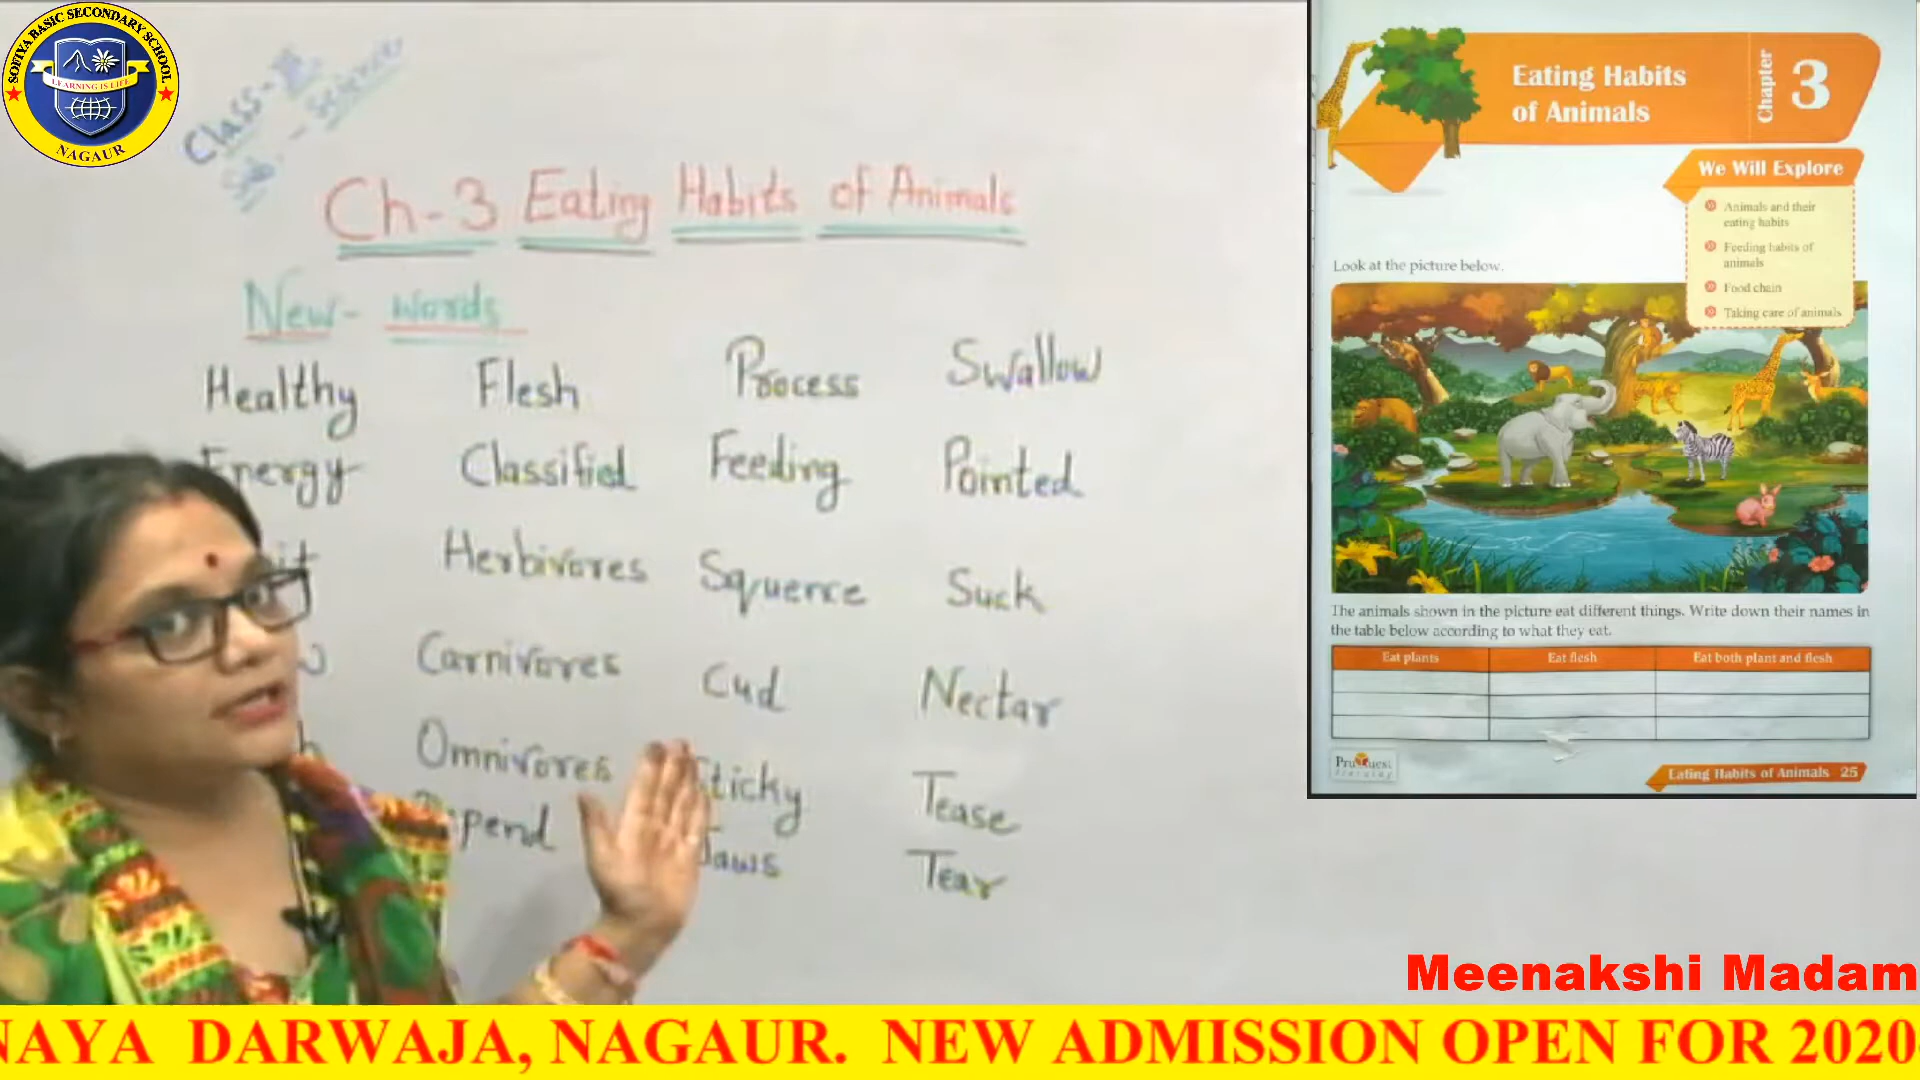 SOFIYA BASIC SECONDARY SCHOOL
LEARNING IS LIFE
NAGAUR
Class-
Sub. - Science
Ch-3 Eating Habits of Animals
New- words
Healthy
Energy
Flesh
Classified
Herbivores
Carnivores
Omnivores
Depend
Process
Feeding
Squence
Cud
Sticky
Jaws
Swallow
Pointed
Suck
Nectar
Tease
Tear
Eating Habits
of Animals
Chapter 3
We Will Explore
Animals and their
eating habits
Feeding habits of
animals
Food chain
Taking care of animals
Look at the picture below.
The animals shown in the picture eat different things. Write down their names in
the table below according to what they eat.
Eat plants Eat flesh Eat both plant and flesh
Eating Habits of Animals 25
Meenakshi Madam
NAYA DARWAJA, NAGAUR. NEW ADMISSION OPEN FOR 2020-